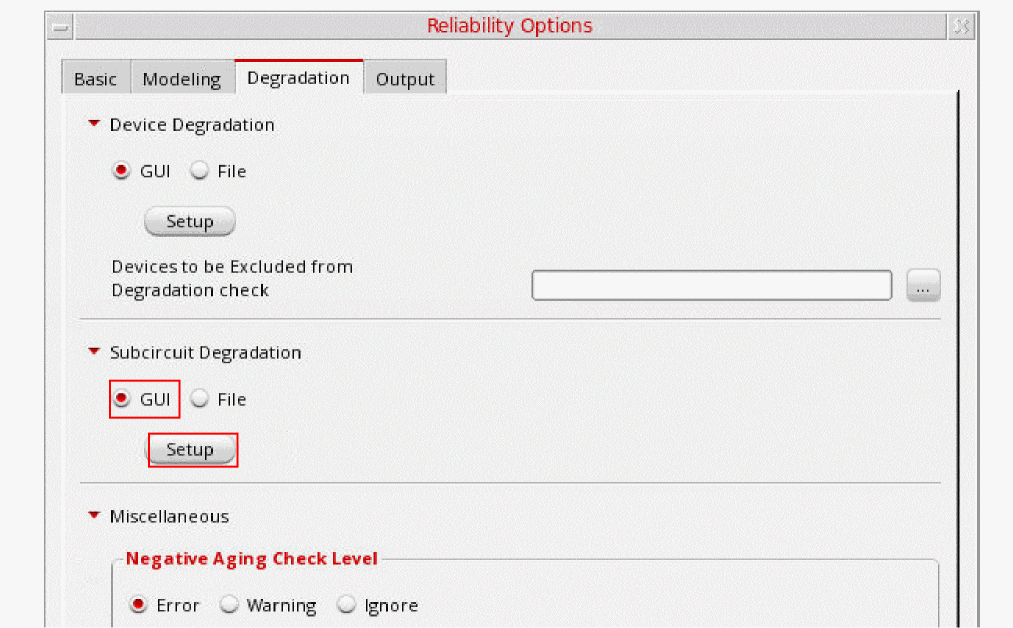 Reliability Options
Basic Modeling Degradation Output
Device Degradation
GUI File
Setup
Devices to be Excluded from
Degradation check
...
Subcircuit Degradation
GUI File
Setup
Miscellaneous
Negative Aging Check Level
Error Warning Ignore